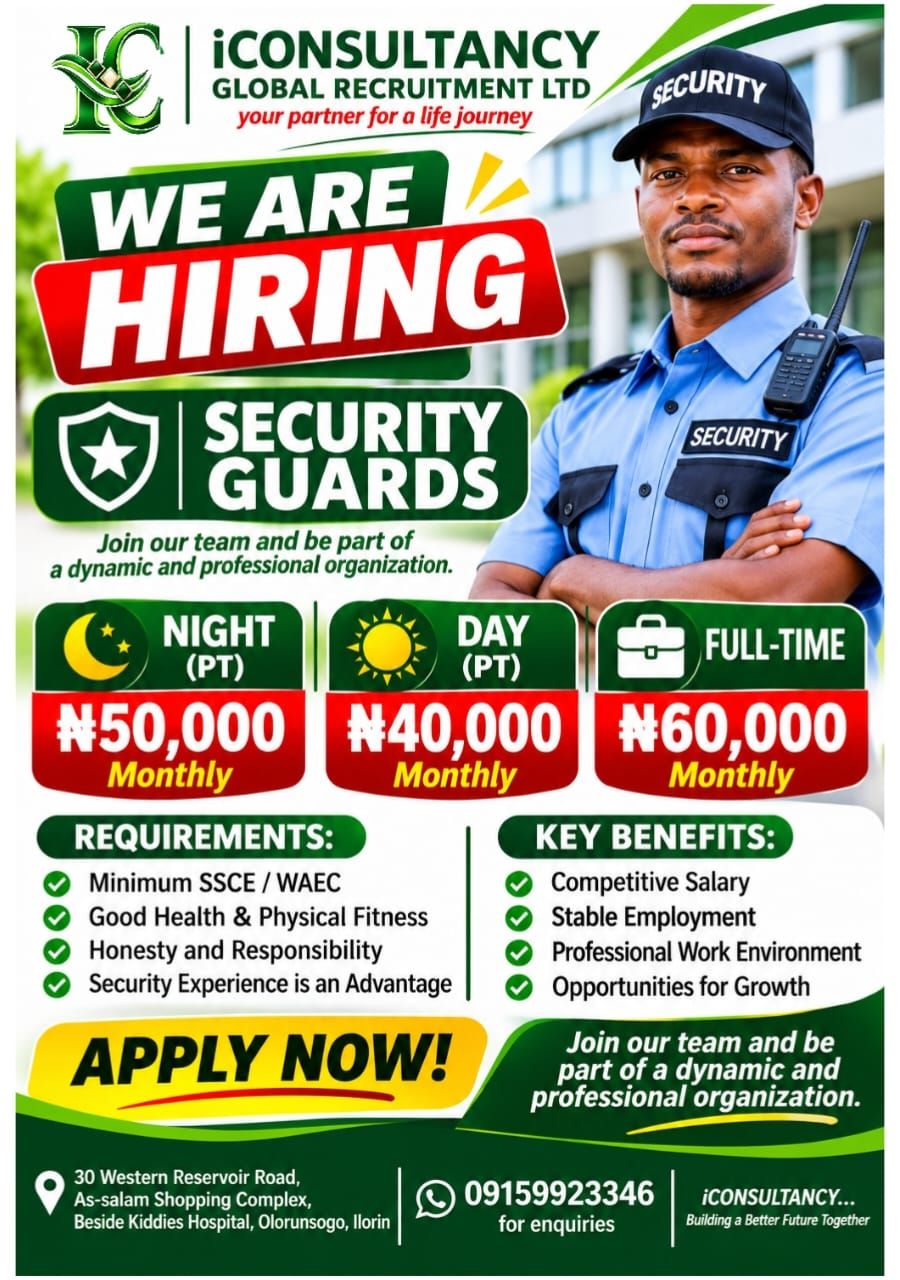 IC
iCONSULTANCY
GLOBAL RECRUITMENT LTD
your partner for a life journey
SECURITY
WE ARE
HIRING
SECURITY
SECURITY
GUARDS
Join our team and be part of
a dynamic and professional organization.
NIGHT
(PT)
₦50,000
Monthly
DAY
(PT)
₦40,000
Monthly
FULL-TIME
₦60,000
Monthly
REQUIREMENTS:
Minimum SSCE / WAEC
Good Health & Physical Fitness
Honesty and Responsibility
Security Experience is an Advantage
KEY BENEFITS:
Competitive Salary
Stable Employment
Professional Work Environment
Opportunities for Growth
APPLY NOW!
Join our team and be
part of a dynamic and
professional organization.
30 Western Reservoir Road,
As-salam Shopping Complex,
Beside Kiddies Hospital, Olorunsogo, Ilorin
09159923346
for enquiries
iCONSULTANCY...
Building a Better Future Together